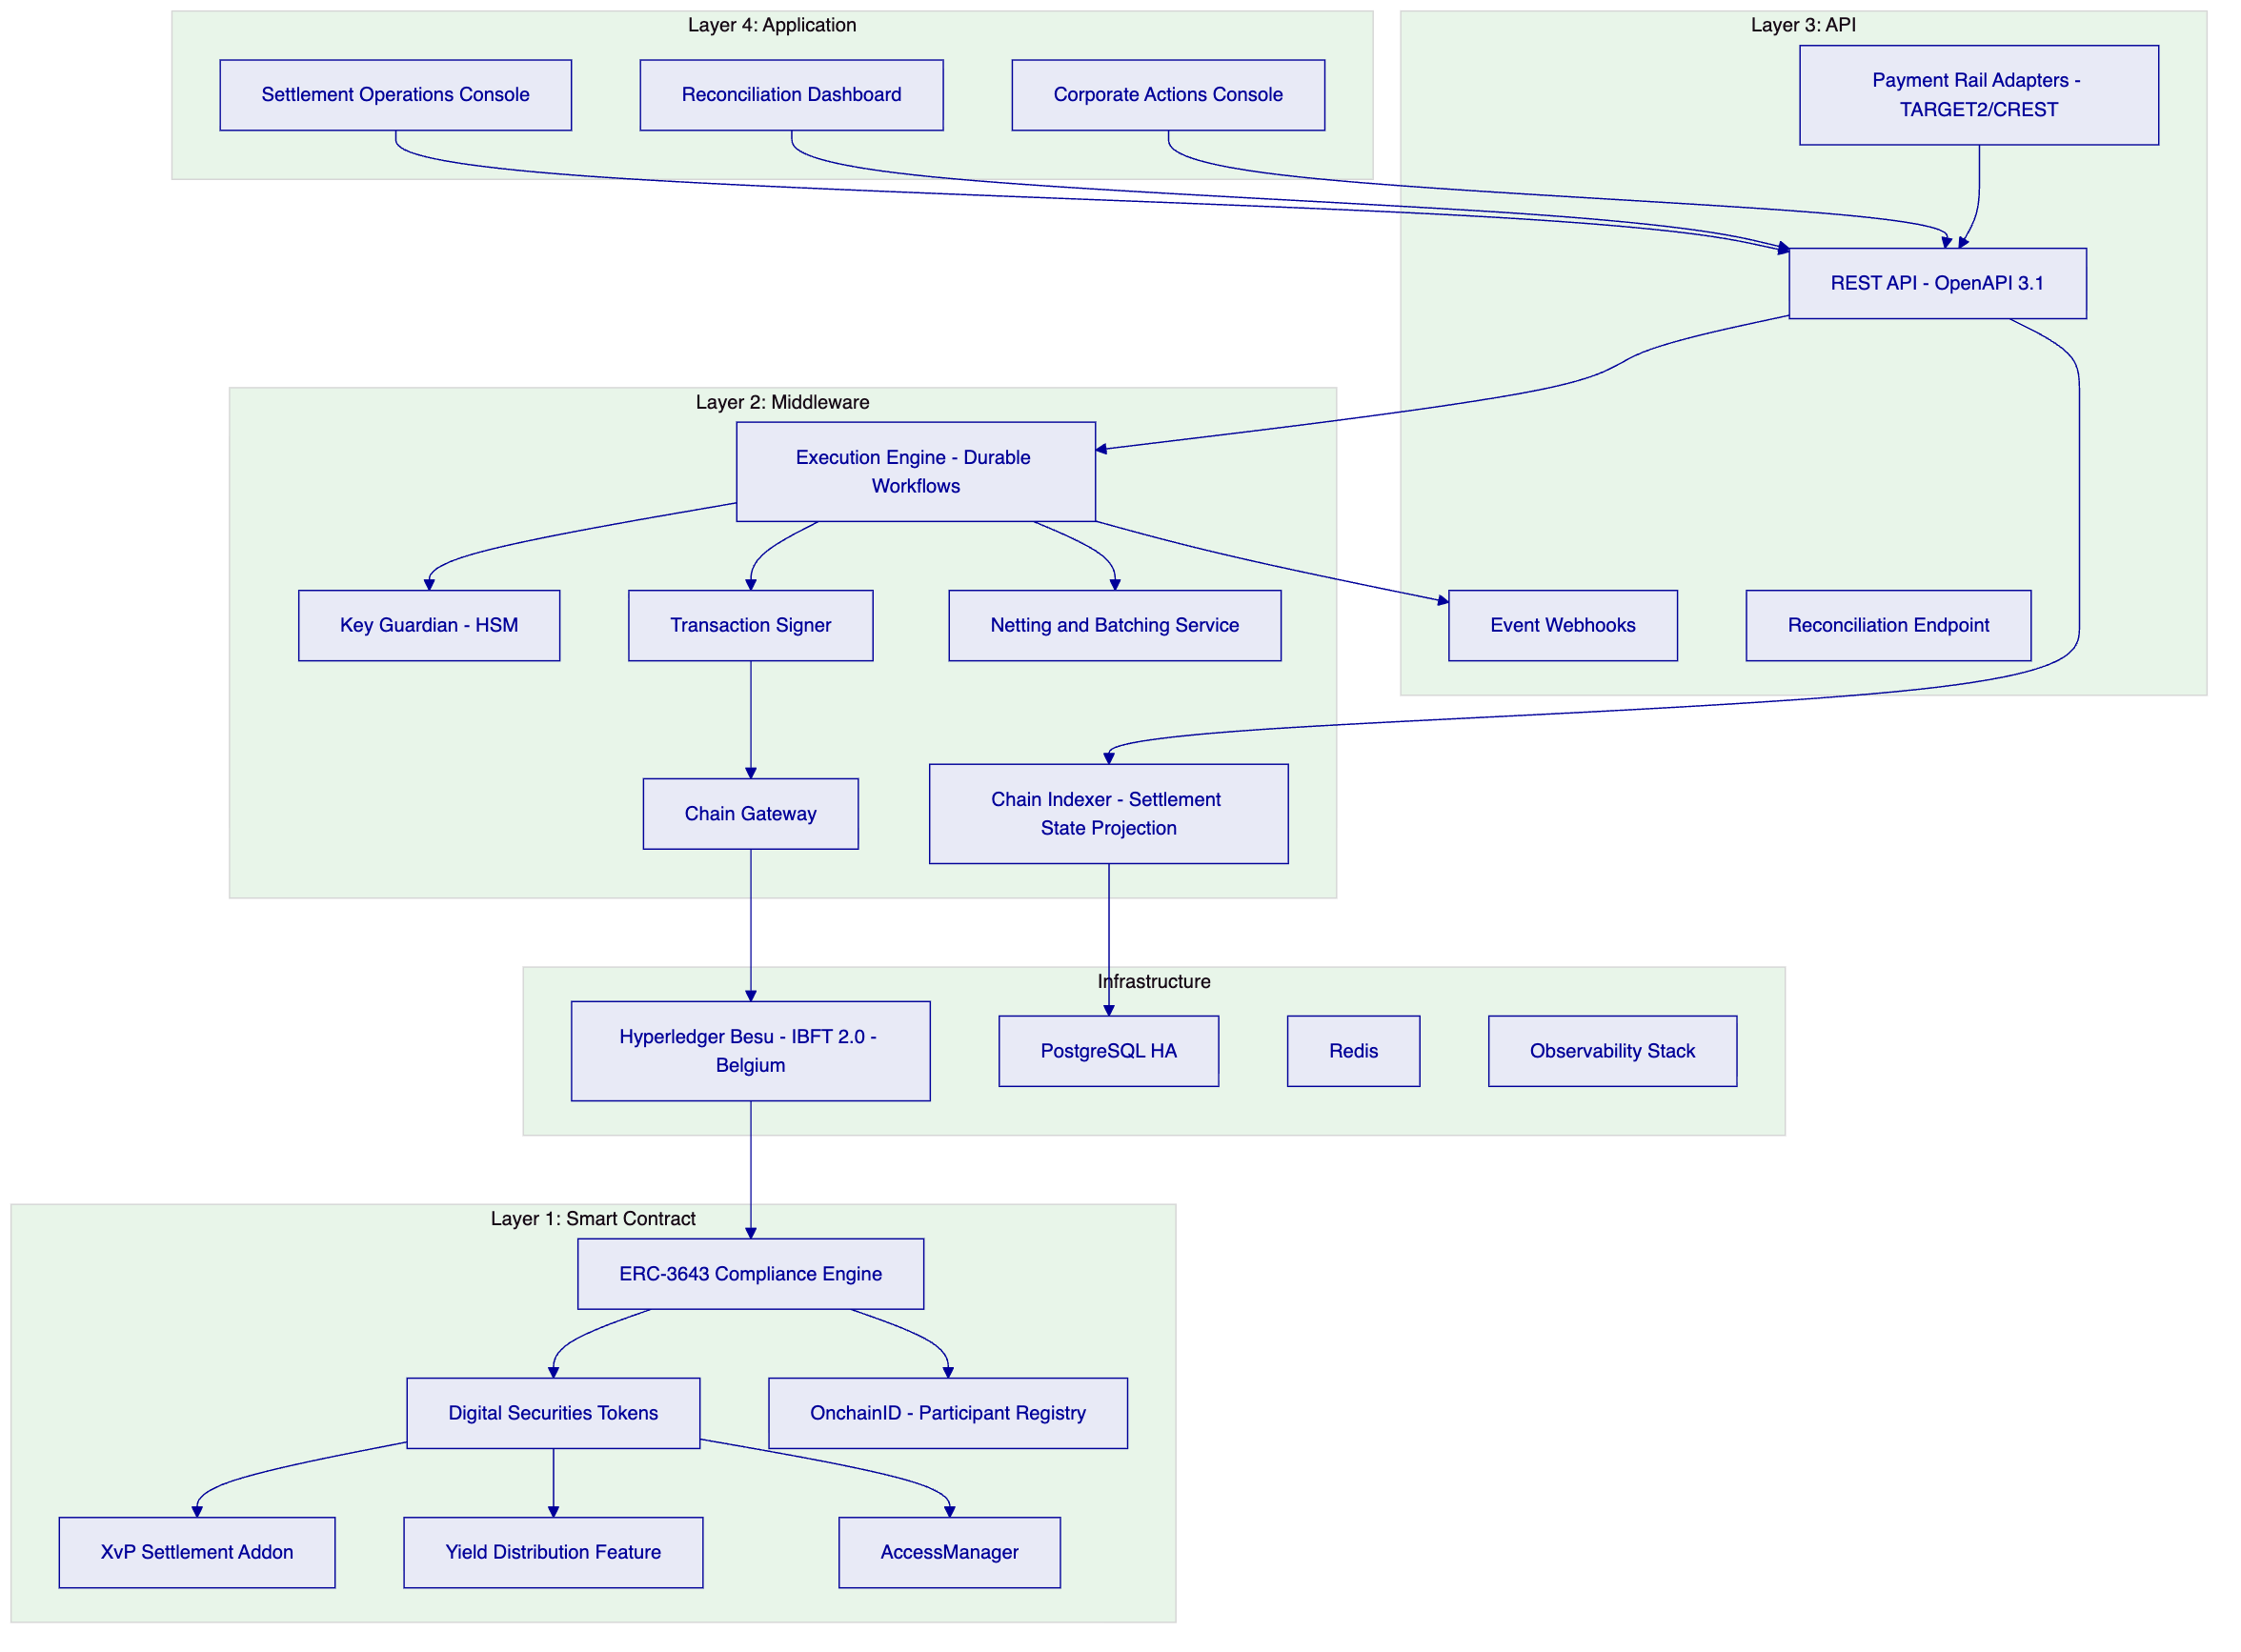 Layer 4: Application
Settlement Operations Console
Reconciliation Dashboard
Corporate Actions Console
Layer 3: API
Payment Rail Adapters -
TARGET2/CREST
REST API - OpenAPI 3.1
Layer 2: Middleware
Execution Engine - Durable
Workflows
Key Guardian - HSM
Transaction Signer
Netting and Batching Service
Event Webhooks
Reconciliation Endpoint
Chain Gateway
Chain Indexer - Settlement
State Projection
Infrastructure
Hyperledger Besu - IBFT 2.0 -
Belgium
PostgreSQL HA
Redis
Observability Stack
Layer 1: Smart Contract
ERC-3643 Compliance Engine
Digital Securities Tokens
OnchainID - Participant Registry
XvP Settlement Addon
Yield Distribution Feature
AccessManager